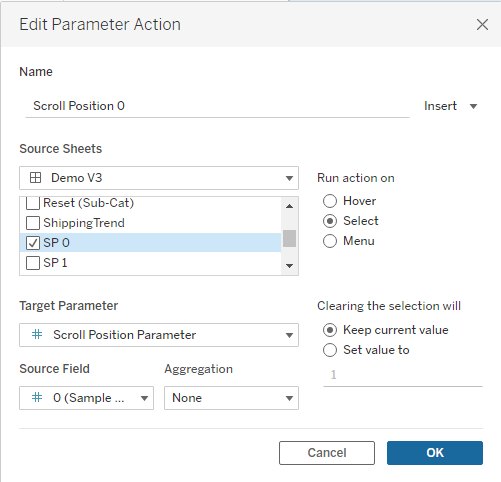 Edit Parameter Action
Name
Scroll Position 0
Insert
Source Sheets
Demo V3
Run action on
Reset (Sub-Cat)
Hover
ShippingTrend
Select
SP 0
Menu
SP 1
Target Parameter
Clearing the selection will
Scroll Position Parameter
Keep current value
Set value to
Source Field
Aggregation
1
# 0 (Sample ...
None
Cancel
OK